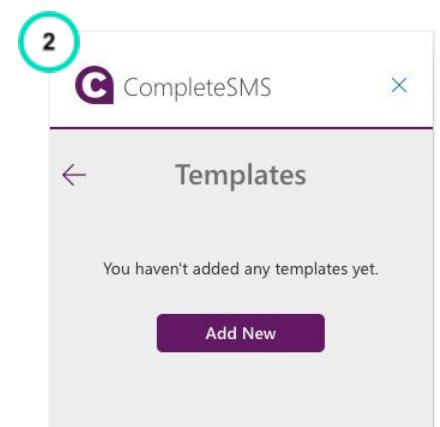 2
CompleteSMS
Templates
You haven't added any templates yet.
Add New